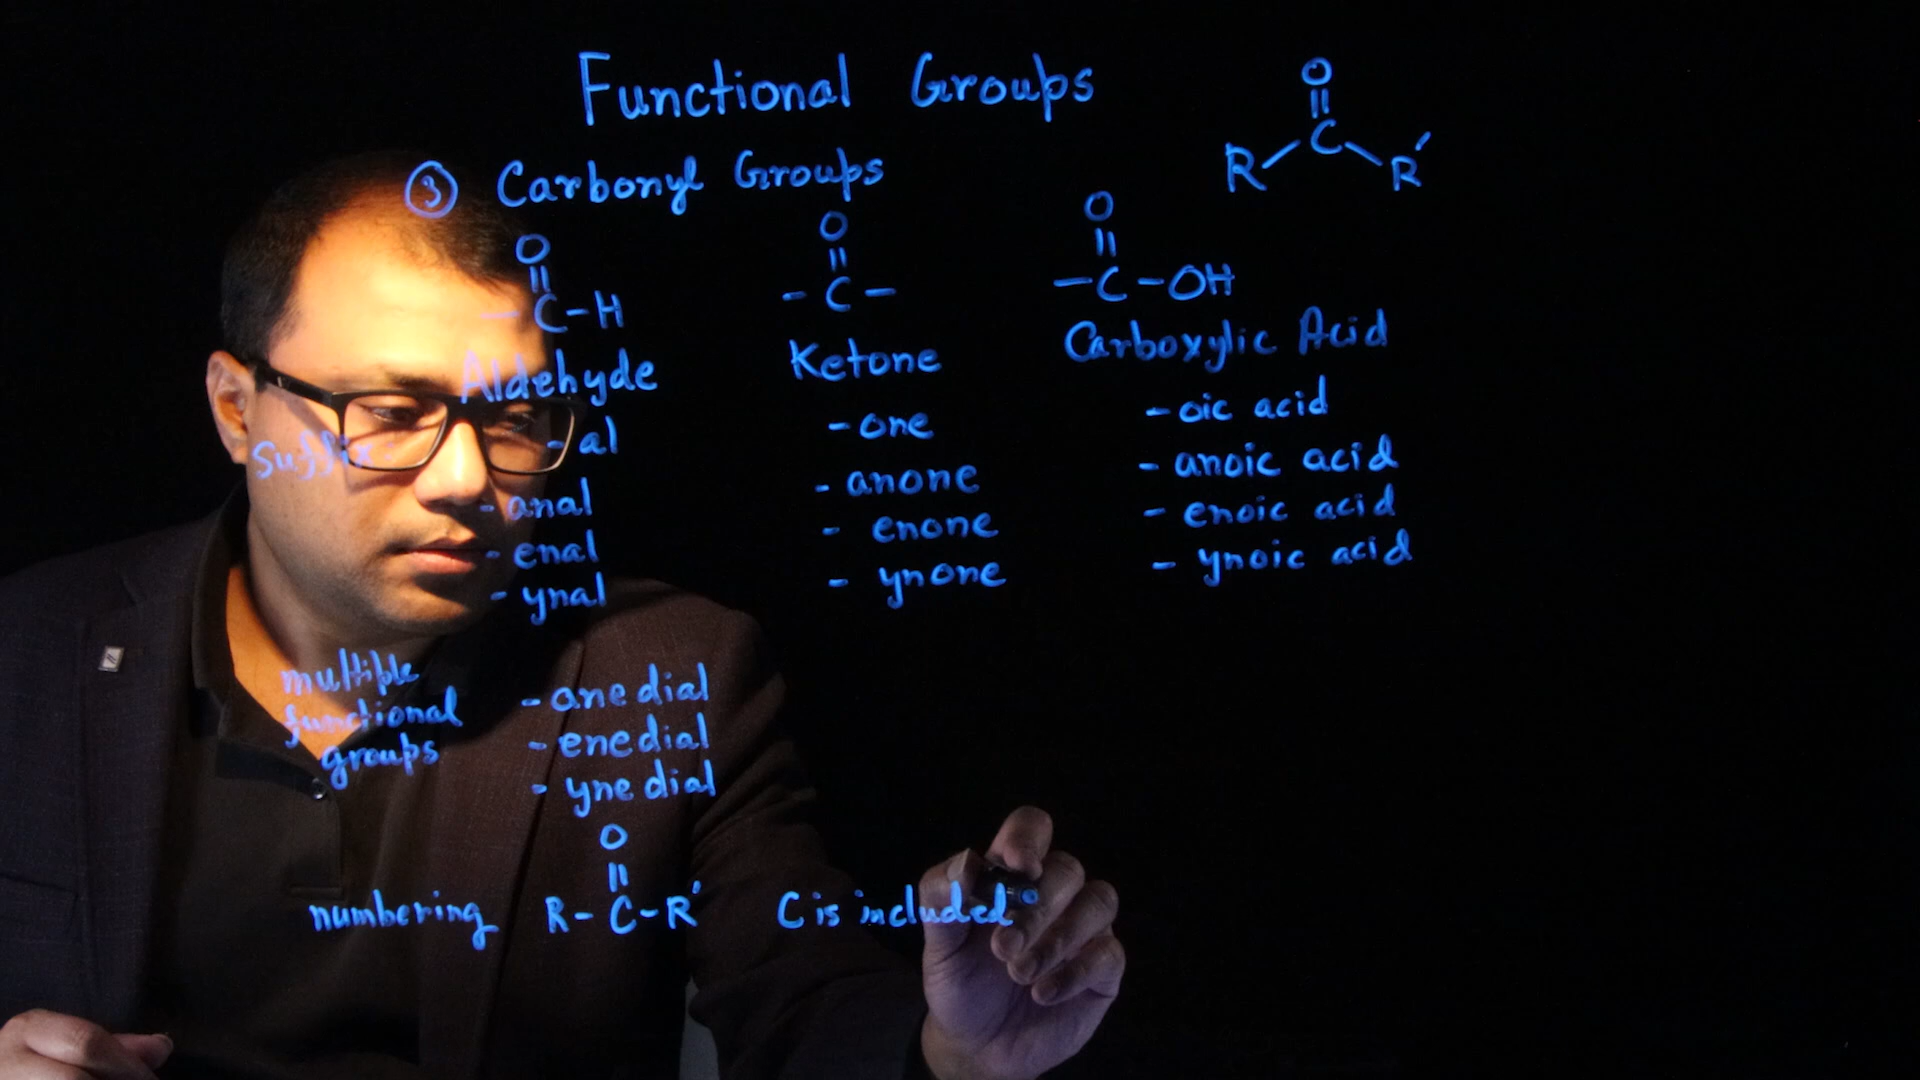 Functional Groups
O
||
R / C \ R'
③ Carbonyl Groups
O
||
— C - H
Aldehyde
O
||
- C -
Ketone
O
||
— C - OH
Carboxylic Acid
Suffix: - al
- anal
- enal
- ynal
- one
- anone
- enone
- ynone
- oic acid
- anoic acid
- enoic acid
- ynoic acid
multiple
functional
groups
- anedial
- enedial
- ynedial
O
||
numbering R - C - R' C is included